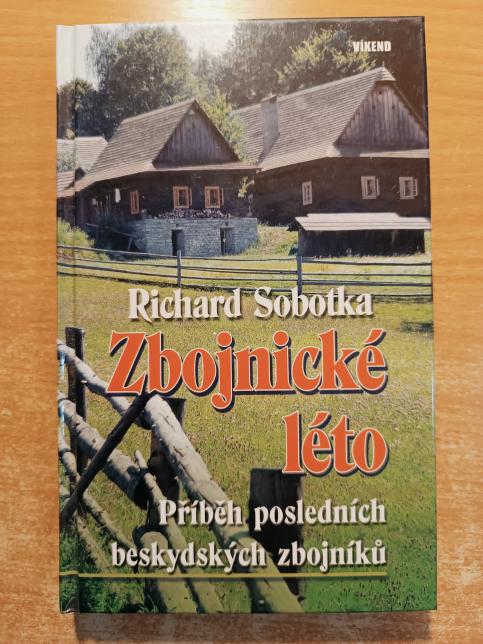 VÍKEND
Richard Sobotka
Zbojnické
léto
Příběh posledních
beskydských zbojníků